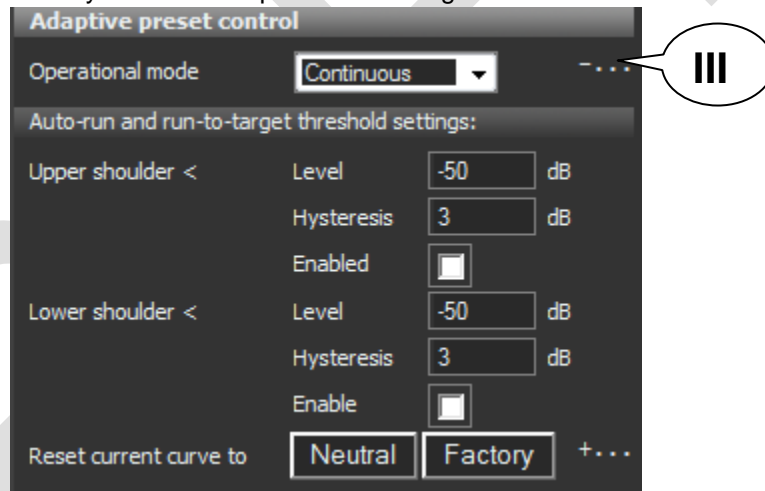 Adaptive preset control
Operational mode Continuous -... III
Auto-run and run-to-target threshold settings:
Upper shoulder < Level -50 dB
Hysteresis 3 dB
Enabled
Lower shoulder < Level -50 dB
Hysteresis 3 dB
Enable
Reset current curve to Neutral Factory +...